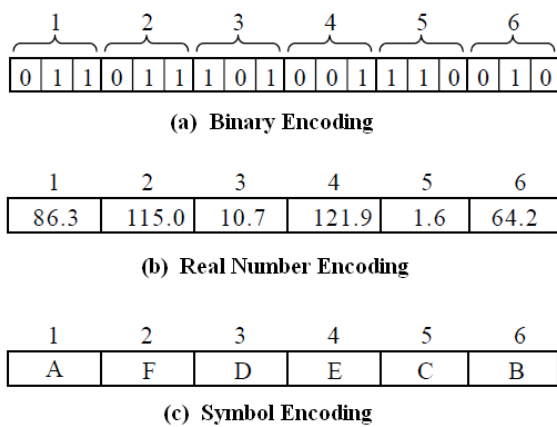 1 2 3 4 5 6
0 1 1 0 1 1 1 0 1 0 0 1 1 1 0 0 1 0
(a) Binary Encoding
1 2 3 4 5 6
86.3 115.0 10.7 121.9 1.6 64.2
(b) Real Number Encoding
1 2 3 4 5 6
A F D E C B
(c) Symbol Encoding